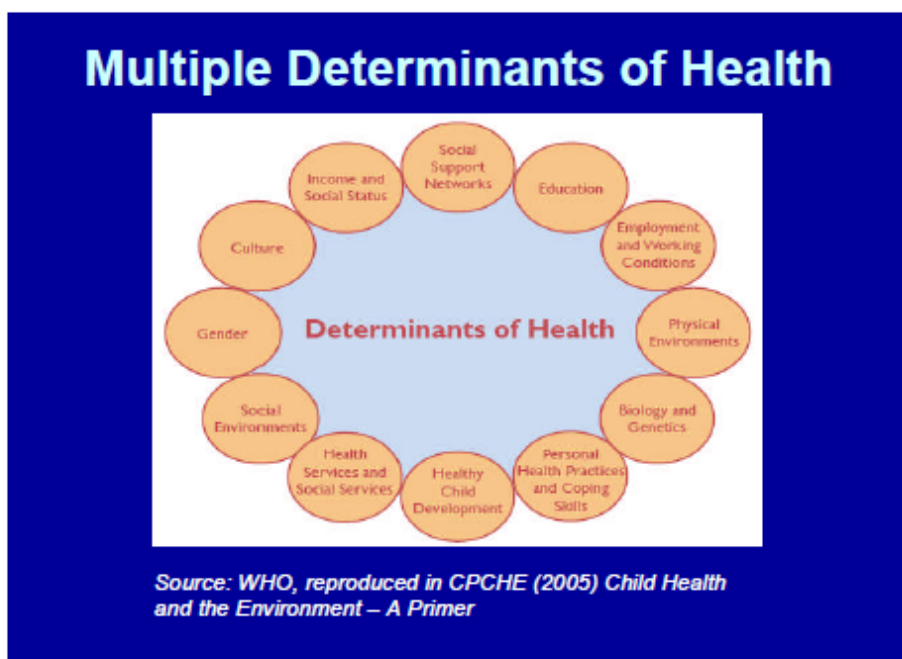 Multiple Determinants of Health
Social
Support
Networks
Income and
Social Status
Education
Culture
Employment
and Working
Conditions
Gender
Determinants of Health
Physical
Environments
Social
Environments
Biology and
Genetics
Health
Services and
Social Services
Healthy
Child
Development
Personal
Health Practices
and Coping
Skills
Source: WHO, reproduced in CPCHE (2005) Child Health
and the Environment – A Primer